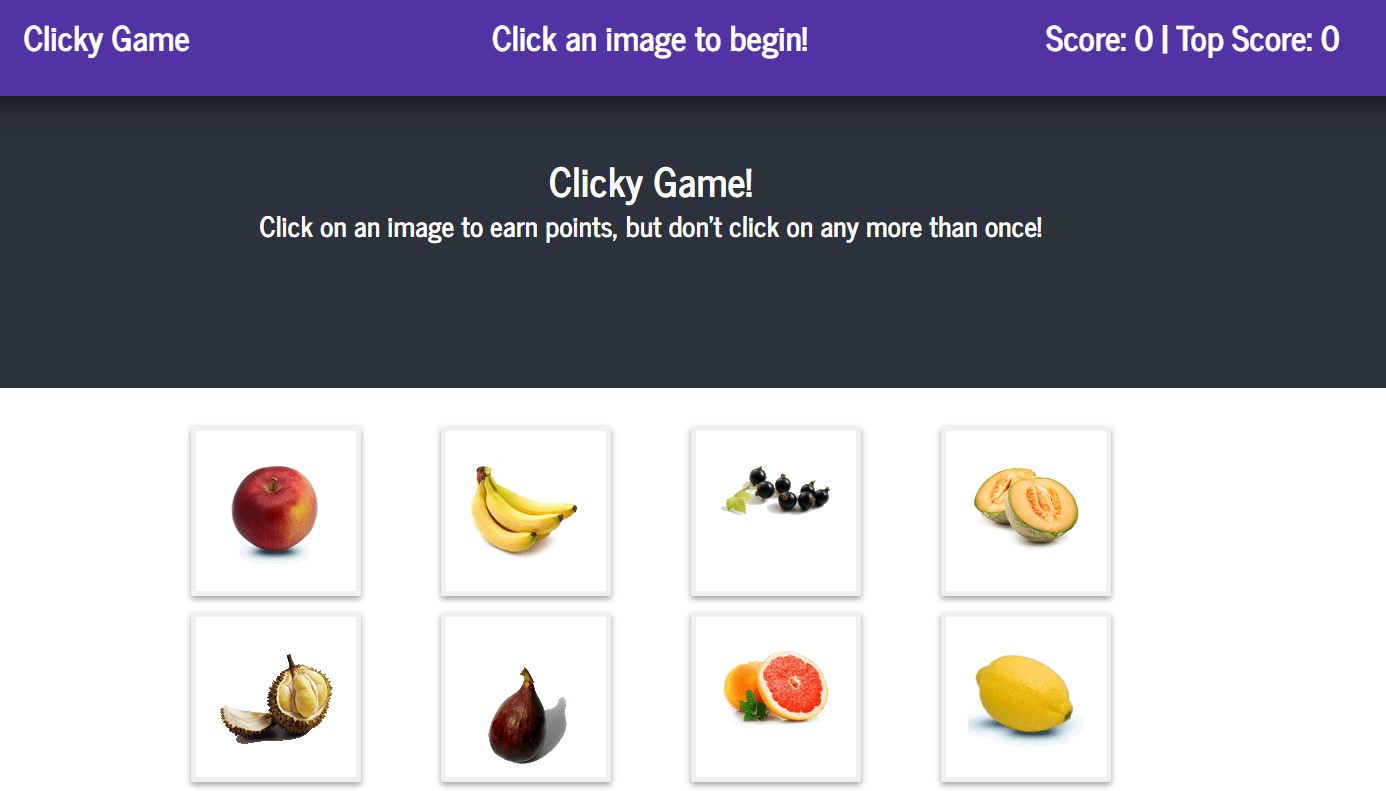 Clicky Game
Click an image to begin!
Score: 0 | Top Score: 0
Clicky Game!
Click on an image to earn points, but don't click on any more than once!